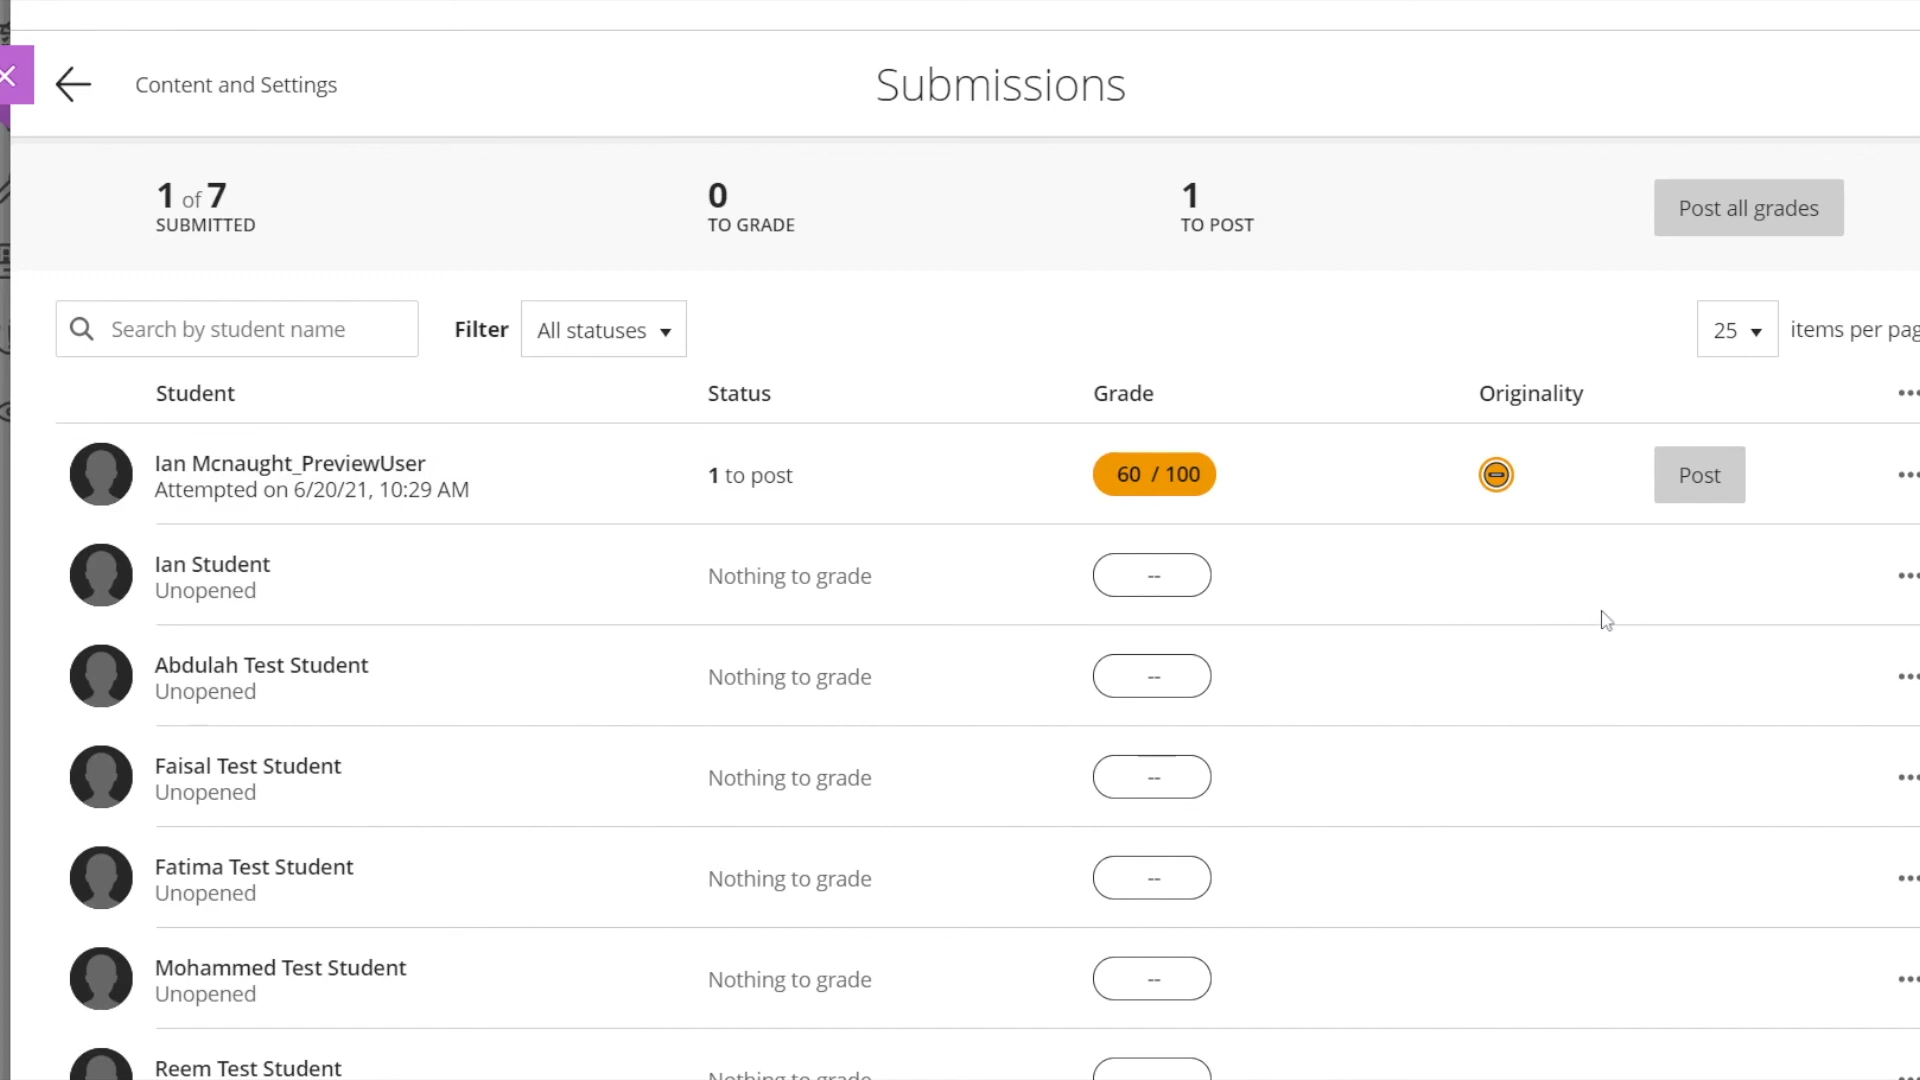 Content and Settings
Submissions
1 of 7
SUBMITTED
0
TO GRADE
1
TO POST
Post all grades
Search by student name
Filter
All statuses
25
items per pag
Student
Status
Grade
Originality
Ian Mcnaught_PreviewUser
Attempted on 6/20/21, 10:29 AM
1 to post
60 / 100
Post
Ian Student
Unopened
Nothing to grade
--
Abdulah Test Student
Unopened
Nothing to grade
--
Faisal Test Student
Unopened
Nothing to grade
--
Fatima Test Student
Unopened
Nothing to grade
--
Mohammed Test Student
Unopened
Nothing to grade
--
Reem Test Student
Nothing to grade